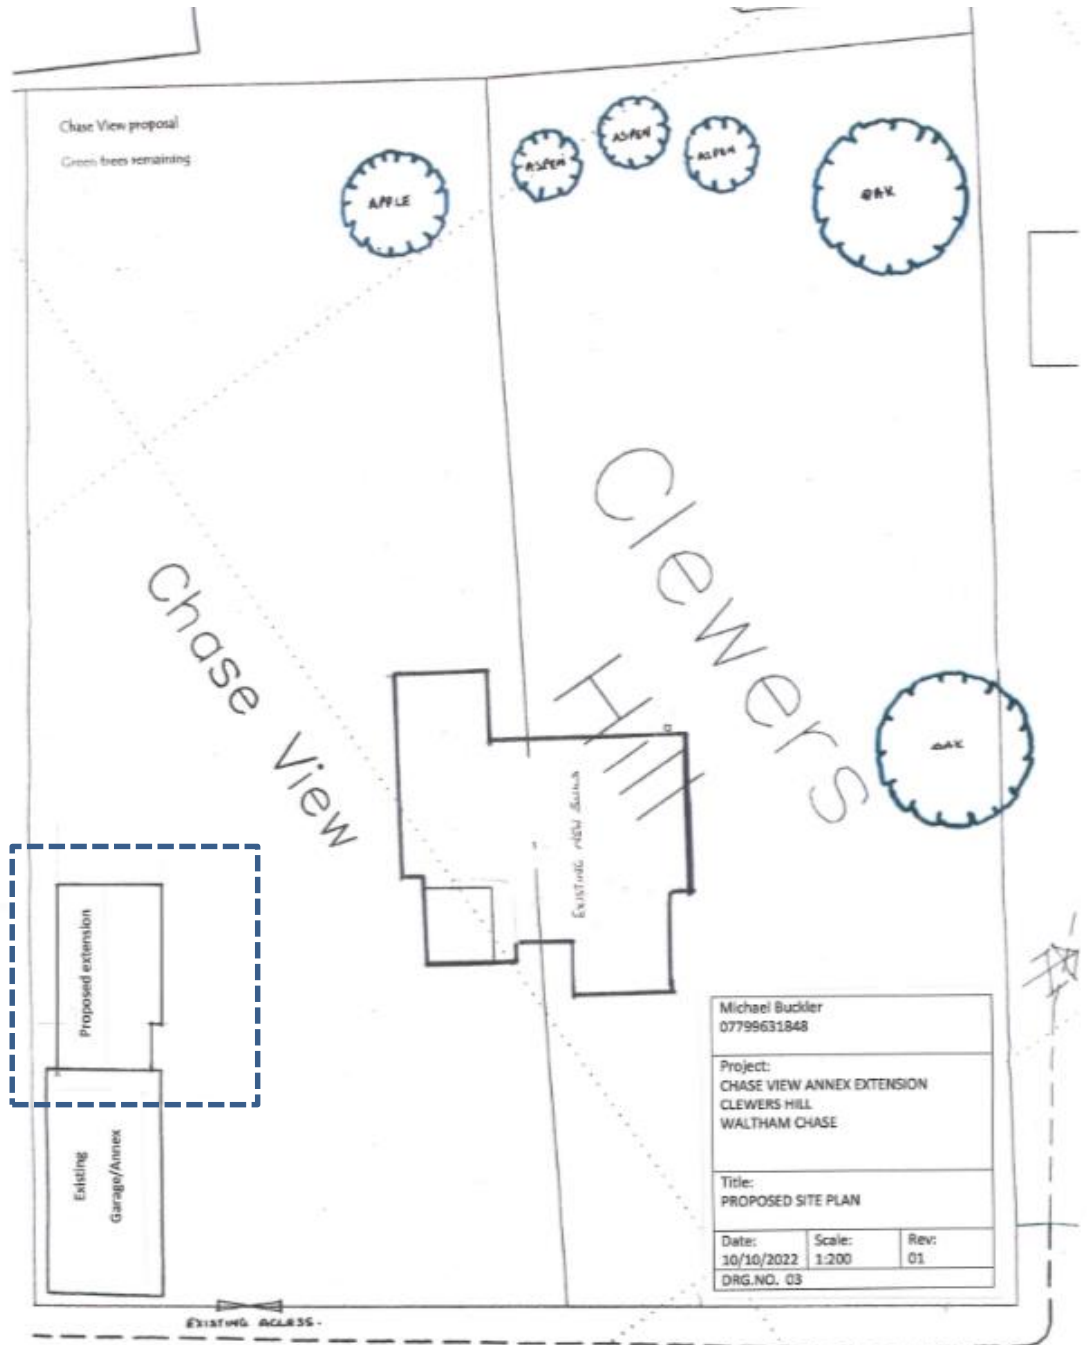 Chase View proposal
Green trees remaining
APPLE
ASPEN
ASPEN
ASPEN
OAK
Clewers
Hill
Chase View
OAK
EXISTING NEW BUILD
Proposed extension
Existing
Garage/Annex
Michael Buckler
07799631848
Project:
CHASE VIEW ANNEX EXTENSION
CLEWERS HILL
WALTHAM CHASE
Title:
PROPOSED SITE PLAN
Date: Scale: Rev:
10/10/2022 1:200 01
DRG.NO. 03
EXISTING ACCESS.